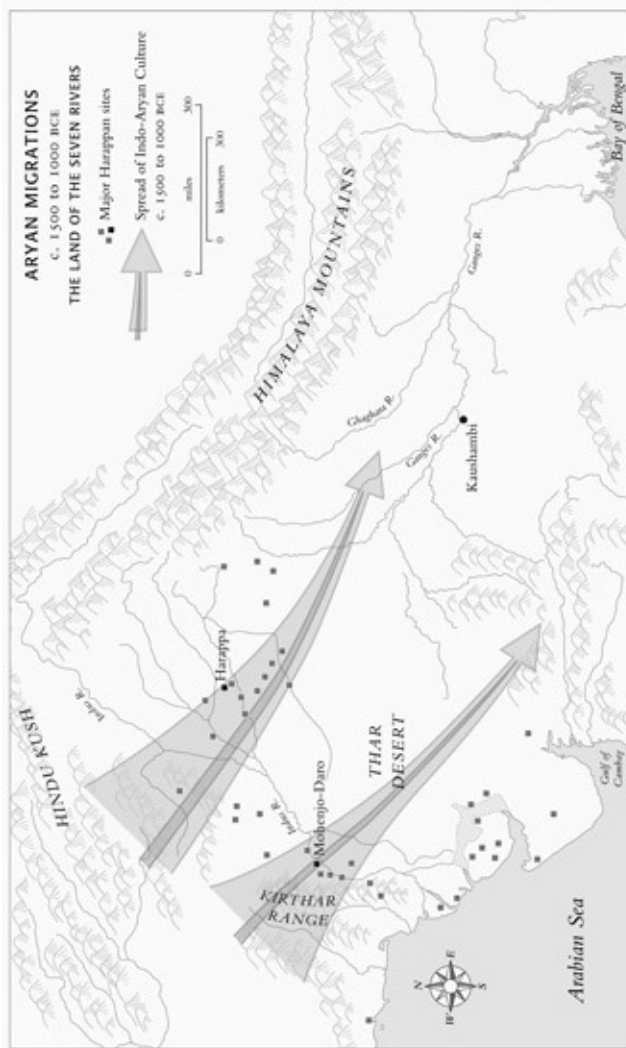 ARYAN MIGRATIONS
c. 1500 to 1000 BCE
THE LAND OF THE SEVEN RIVERS
Major Harappan sites
Spread of Indo-Aryan Culture
c. 1500 to 1000 BCE
0 miles 300
0 kilometers 300
HINDU KUSH
Indus R.
Harappa
HIMALAYA MOUNTAINS
Ghaghara R.
Ganges R.
Ganges R.
Kaushambi
Indus R.
Mohenjo-Daro
THAR
DESERT
KIRTHAR
RANGE
N
W
E
S
Arabian Sea
Gulf of
Cambay
Bay of Bengal